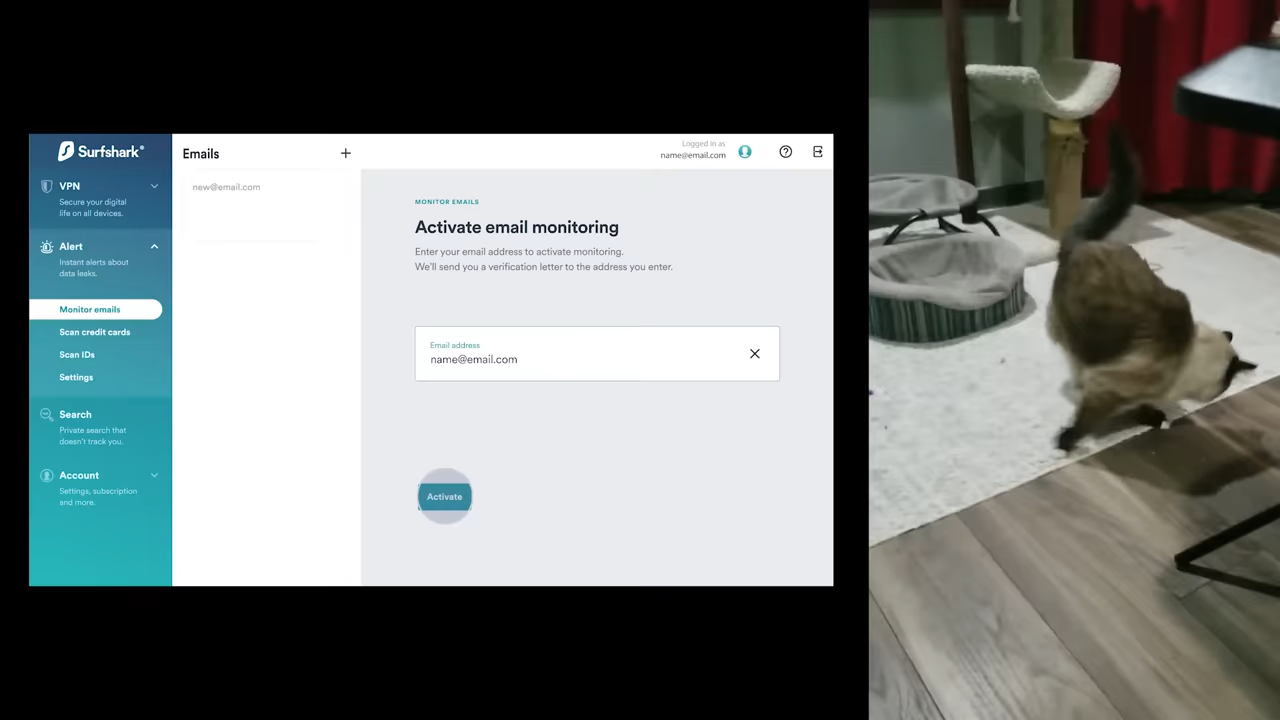 Surfshark®
VPN
Secure your digital
life on all devices.
Alert
Instant alerts about
data leaks.
Monitor emails
Scan credit cards
Scan IDs
Settings
Search
Private search that
doesn't track you.
Account
Settings, subscription
and more.
Emails
new@email.com
Logged in as
name@email.com
MONITOR EMAILS
Activate email monitoring
Enter your email address to activate monitoring.
We'll send you a verification letter to the address you enter.
Email address
name@email.com
Activate